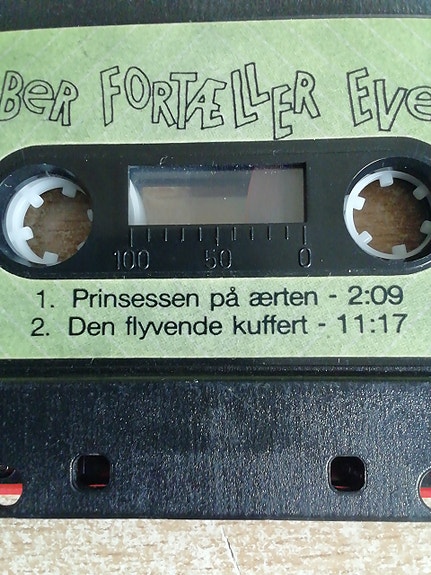 BER FORTÆLLER EVE
100 50 0
1. Prinsessen på ærten - 2:09
2. Den flyvende kuffert - 11:17